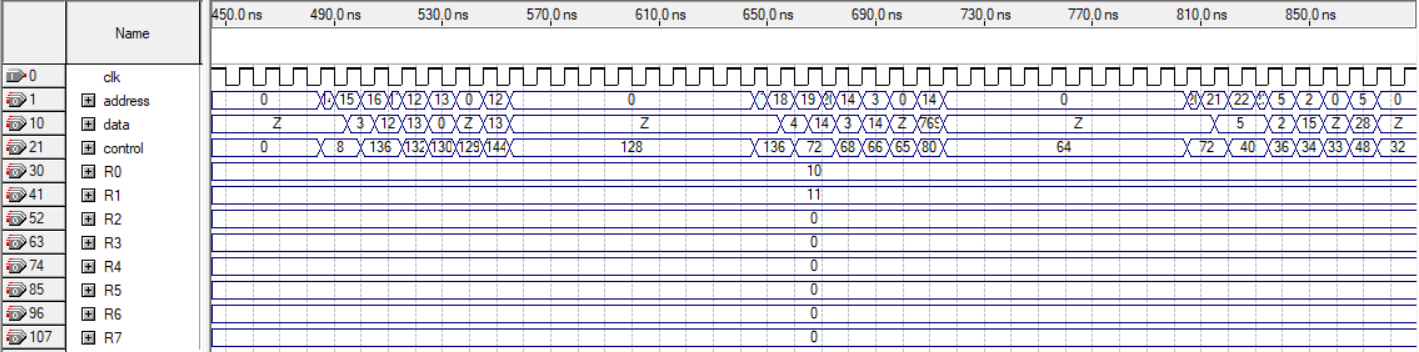 Name 450.0 ns 490.0 ns 530.0 ns 570.0 ns 610.0 ns 650.0 ns 690.0 ns 730.0 ns 770.0 ns 810.0 ns 850.0 ns
0 clk
1 address 0 15 16 12 13 0 12 0 18 19 14 3 0 14 0 21 22 5 2 0 5 0
10 data Z 3 12 13 0 Z 13 Z 4 14 3 14 Z Z 5 2 15 Z 28 Z
21 control 0 8 136 132 130 129 144 128 136 72 68 66 65 80 64 72 40 36 34 33 48 32
30 R0 10
41 R1 11
52 R2 0
63 R3 0
74 R4 0
85 R5 0
96 R6 0
107 R7 0